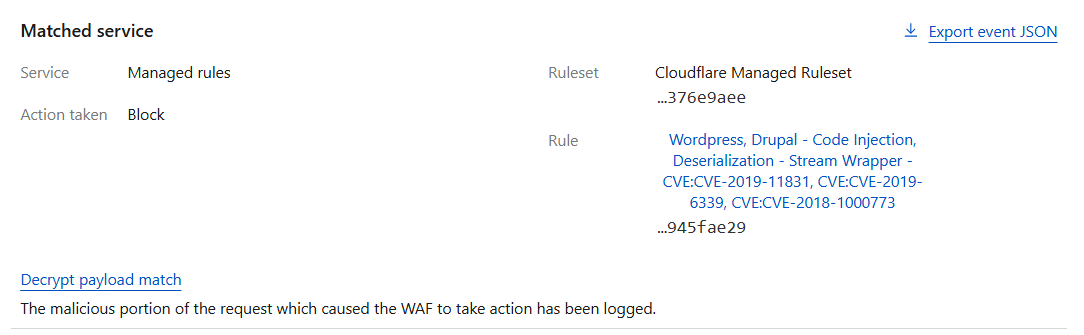 Matched service
Export event JSON
Service Managed rules
Ruleset Cloudflare Managed Ruleset
...376e9aee
Action taken Block
Rule Wordpress, Drupal - Code Injection,
Deserialization - Stream Wrapper -
CVE:CVE-2019-11831, CVE:CVE-2019-
6339, CVE:CVE-2018-1000773
...945fae29
Decrypt payload match
The malicious portion of the request which caused the WAF to take action has been logged.